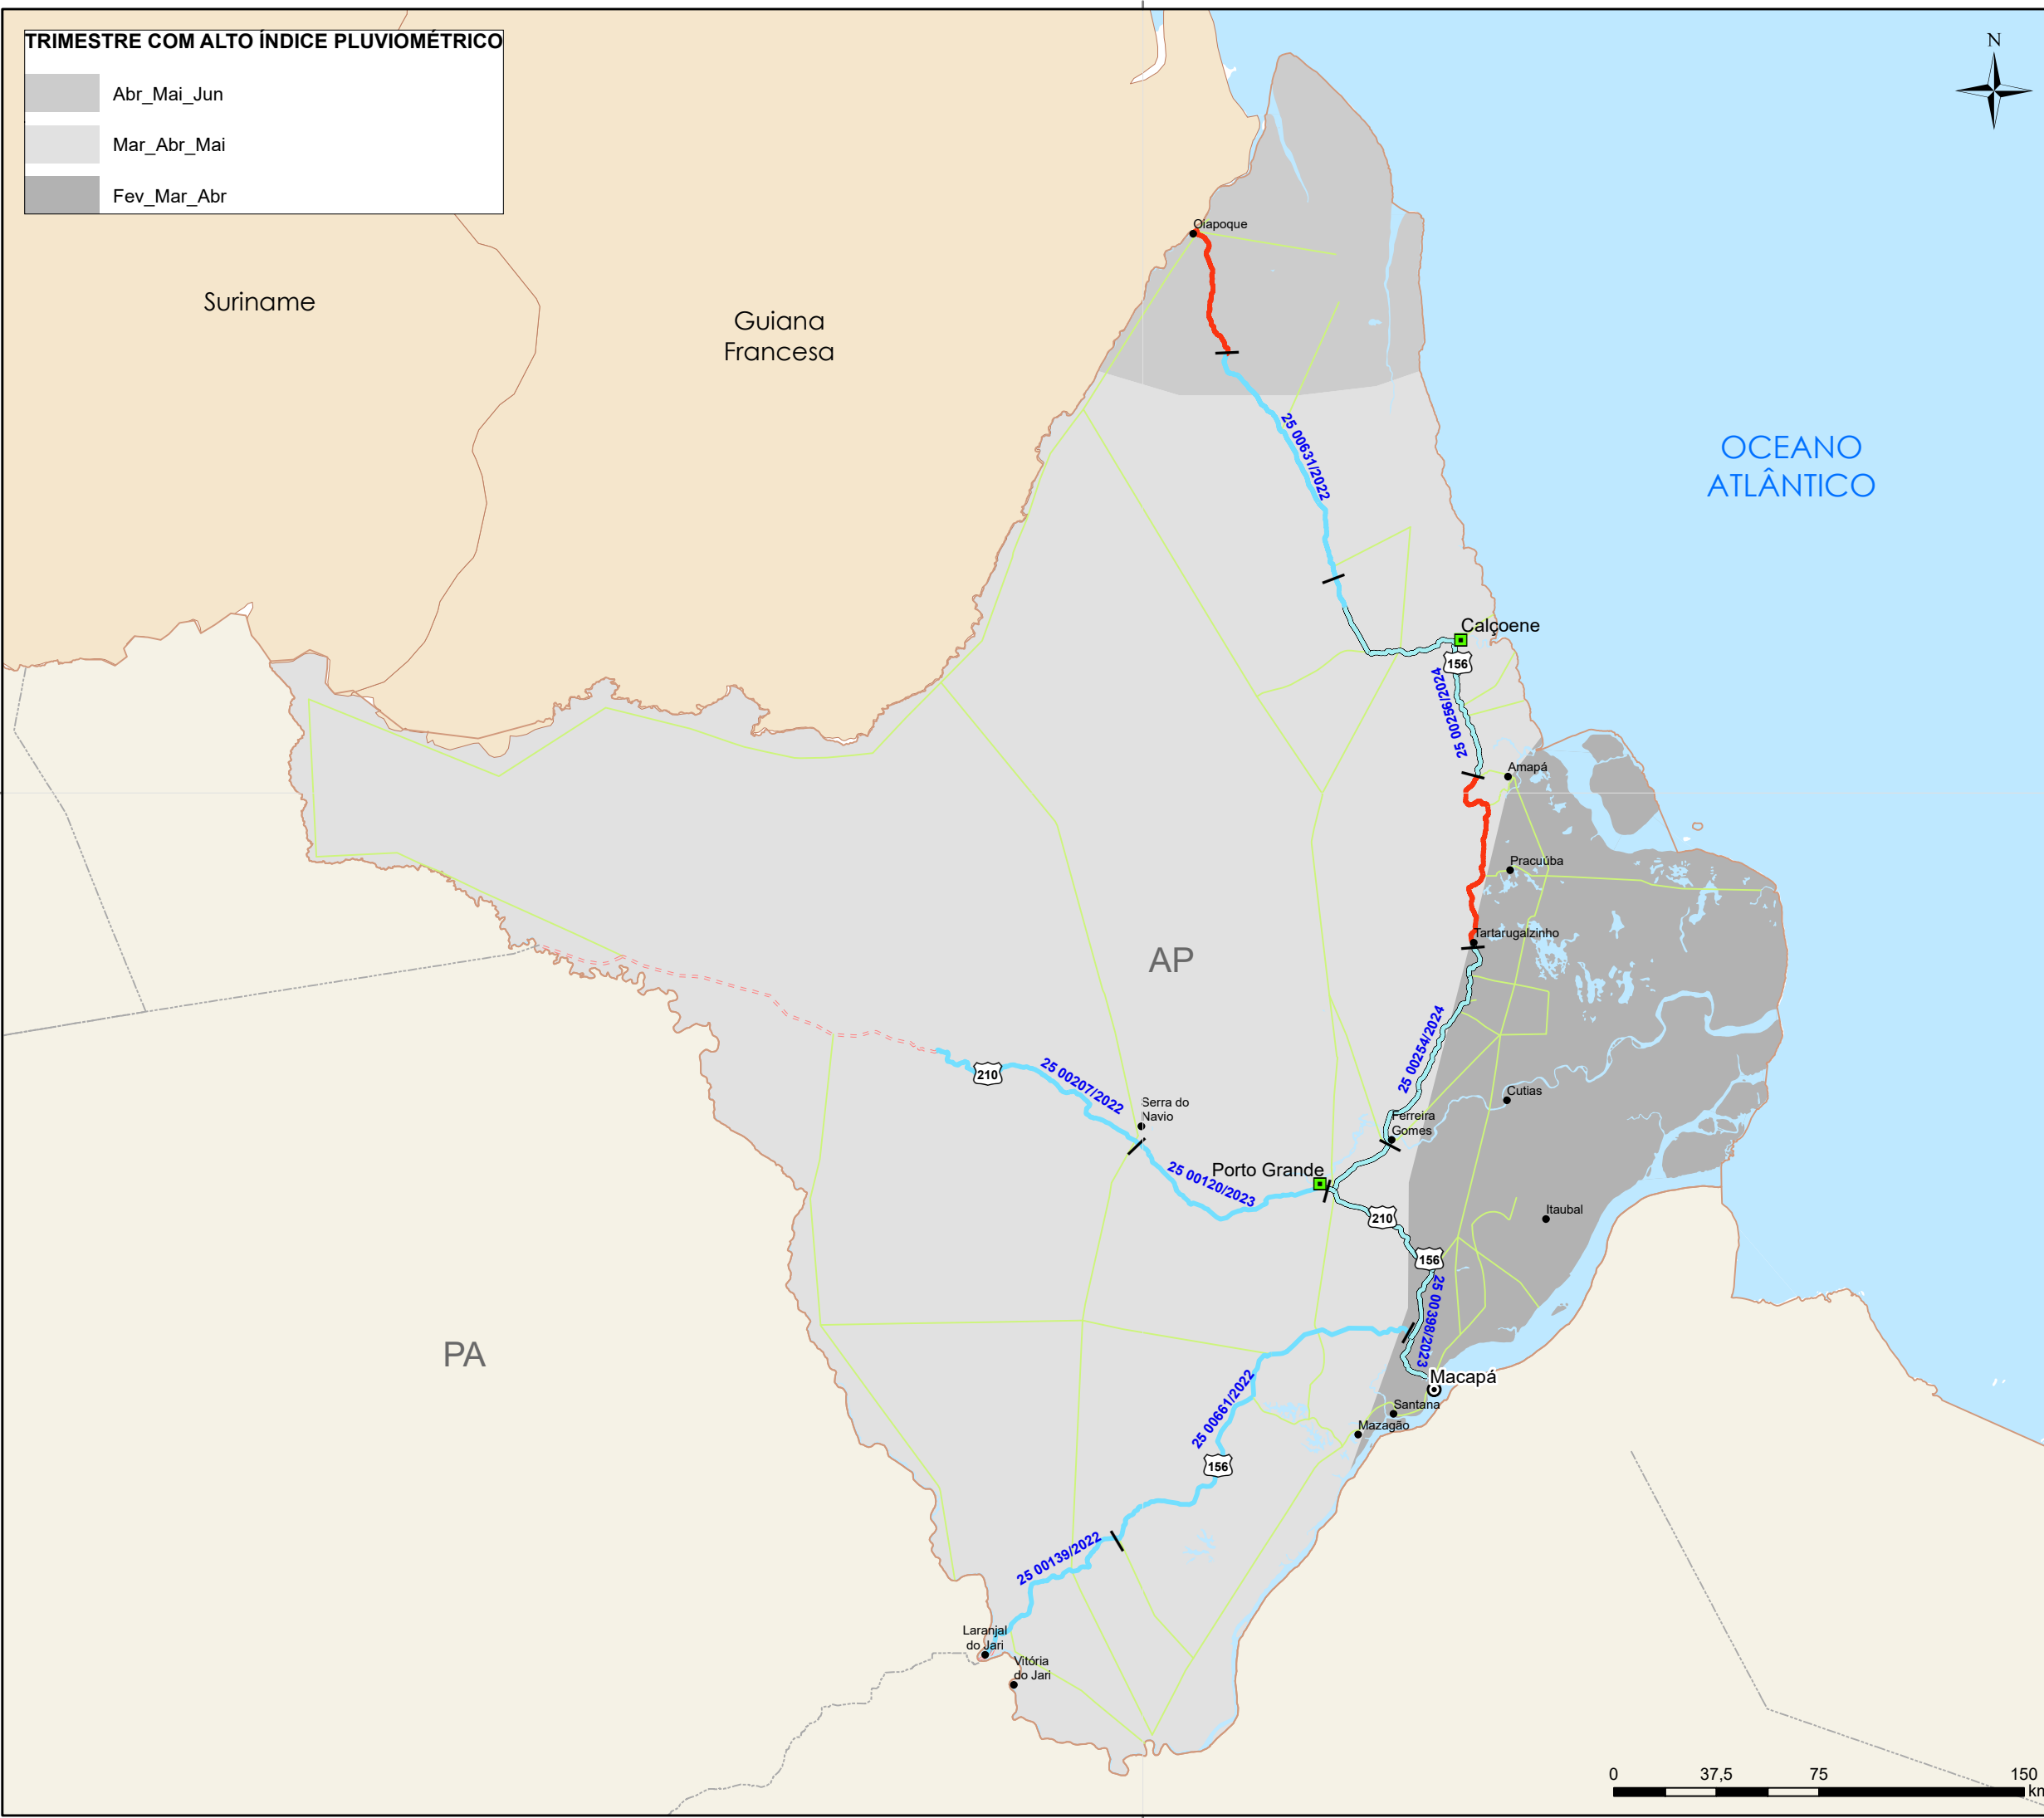 TRIMESTRE COM ALTO ÍNDICE PLUVIOMÉTRICO
Abr_Mai_Jun
Mar_Abr_Mai
Fev_Mar_Abr
N
Oiapoque
Suriname
Guiana
Francesa
OCEANO
ATLÂNTICO
25 00631/2022
Calçoene
156
25 00256/2024
Amapá
Pracuúba
Tartarugalzinho
AP
25 00254/2024
210
25 00207/2022
Serra do
Navio
Cutias
Ferreira
Gomes
Porto Grande
25 00120/2023
210
Itaubal
156
25 00398/2023
PA
Macapá
25 00661/2022
Santana
Mazagão
156
25 00139/2022
Laranjal
do Jari
Vitória
do Jari
0 37,5 75 150
km